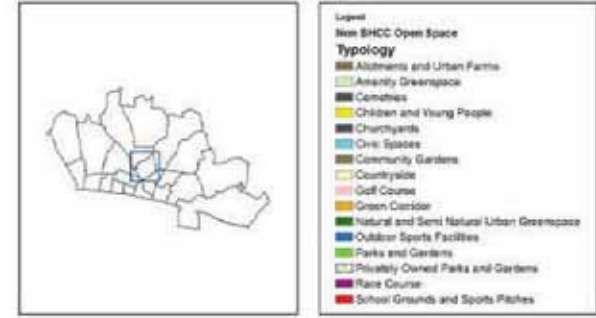 Legend
Non BHCC Open Space
Typology
Allotments and Urban Farms
Amenity Greenspace
Cemetries
Children and Young People
Churchyards
Civic Spaces
Community Gardens
Countryside
Golf Course
Green Corridor
Natural and Semi Natural Urban Greenspace
Outdoor Sports Facilities
Parks and Gardens
Privately Owned Parks and Gardens
Race Course
School Grounds and Sports Pitches